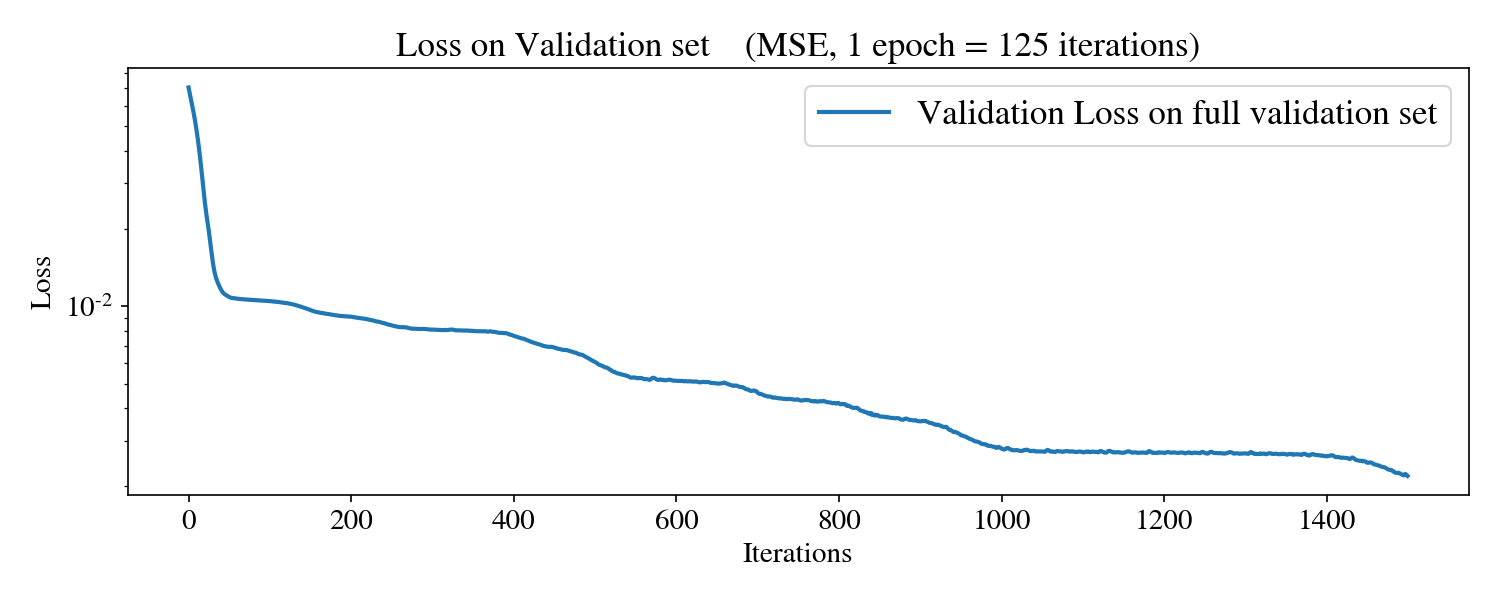 Loss on Validation set (MSE, 1 epoch = 125 iterations)
Validation Loss on full validation set
Loss
10⁻²
0 200 400 600 800 1000 1200 1400
Iterations